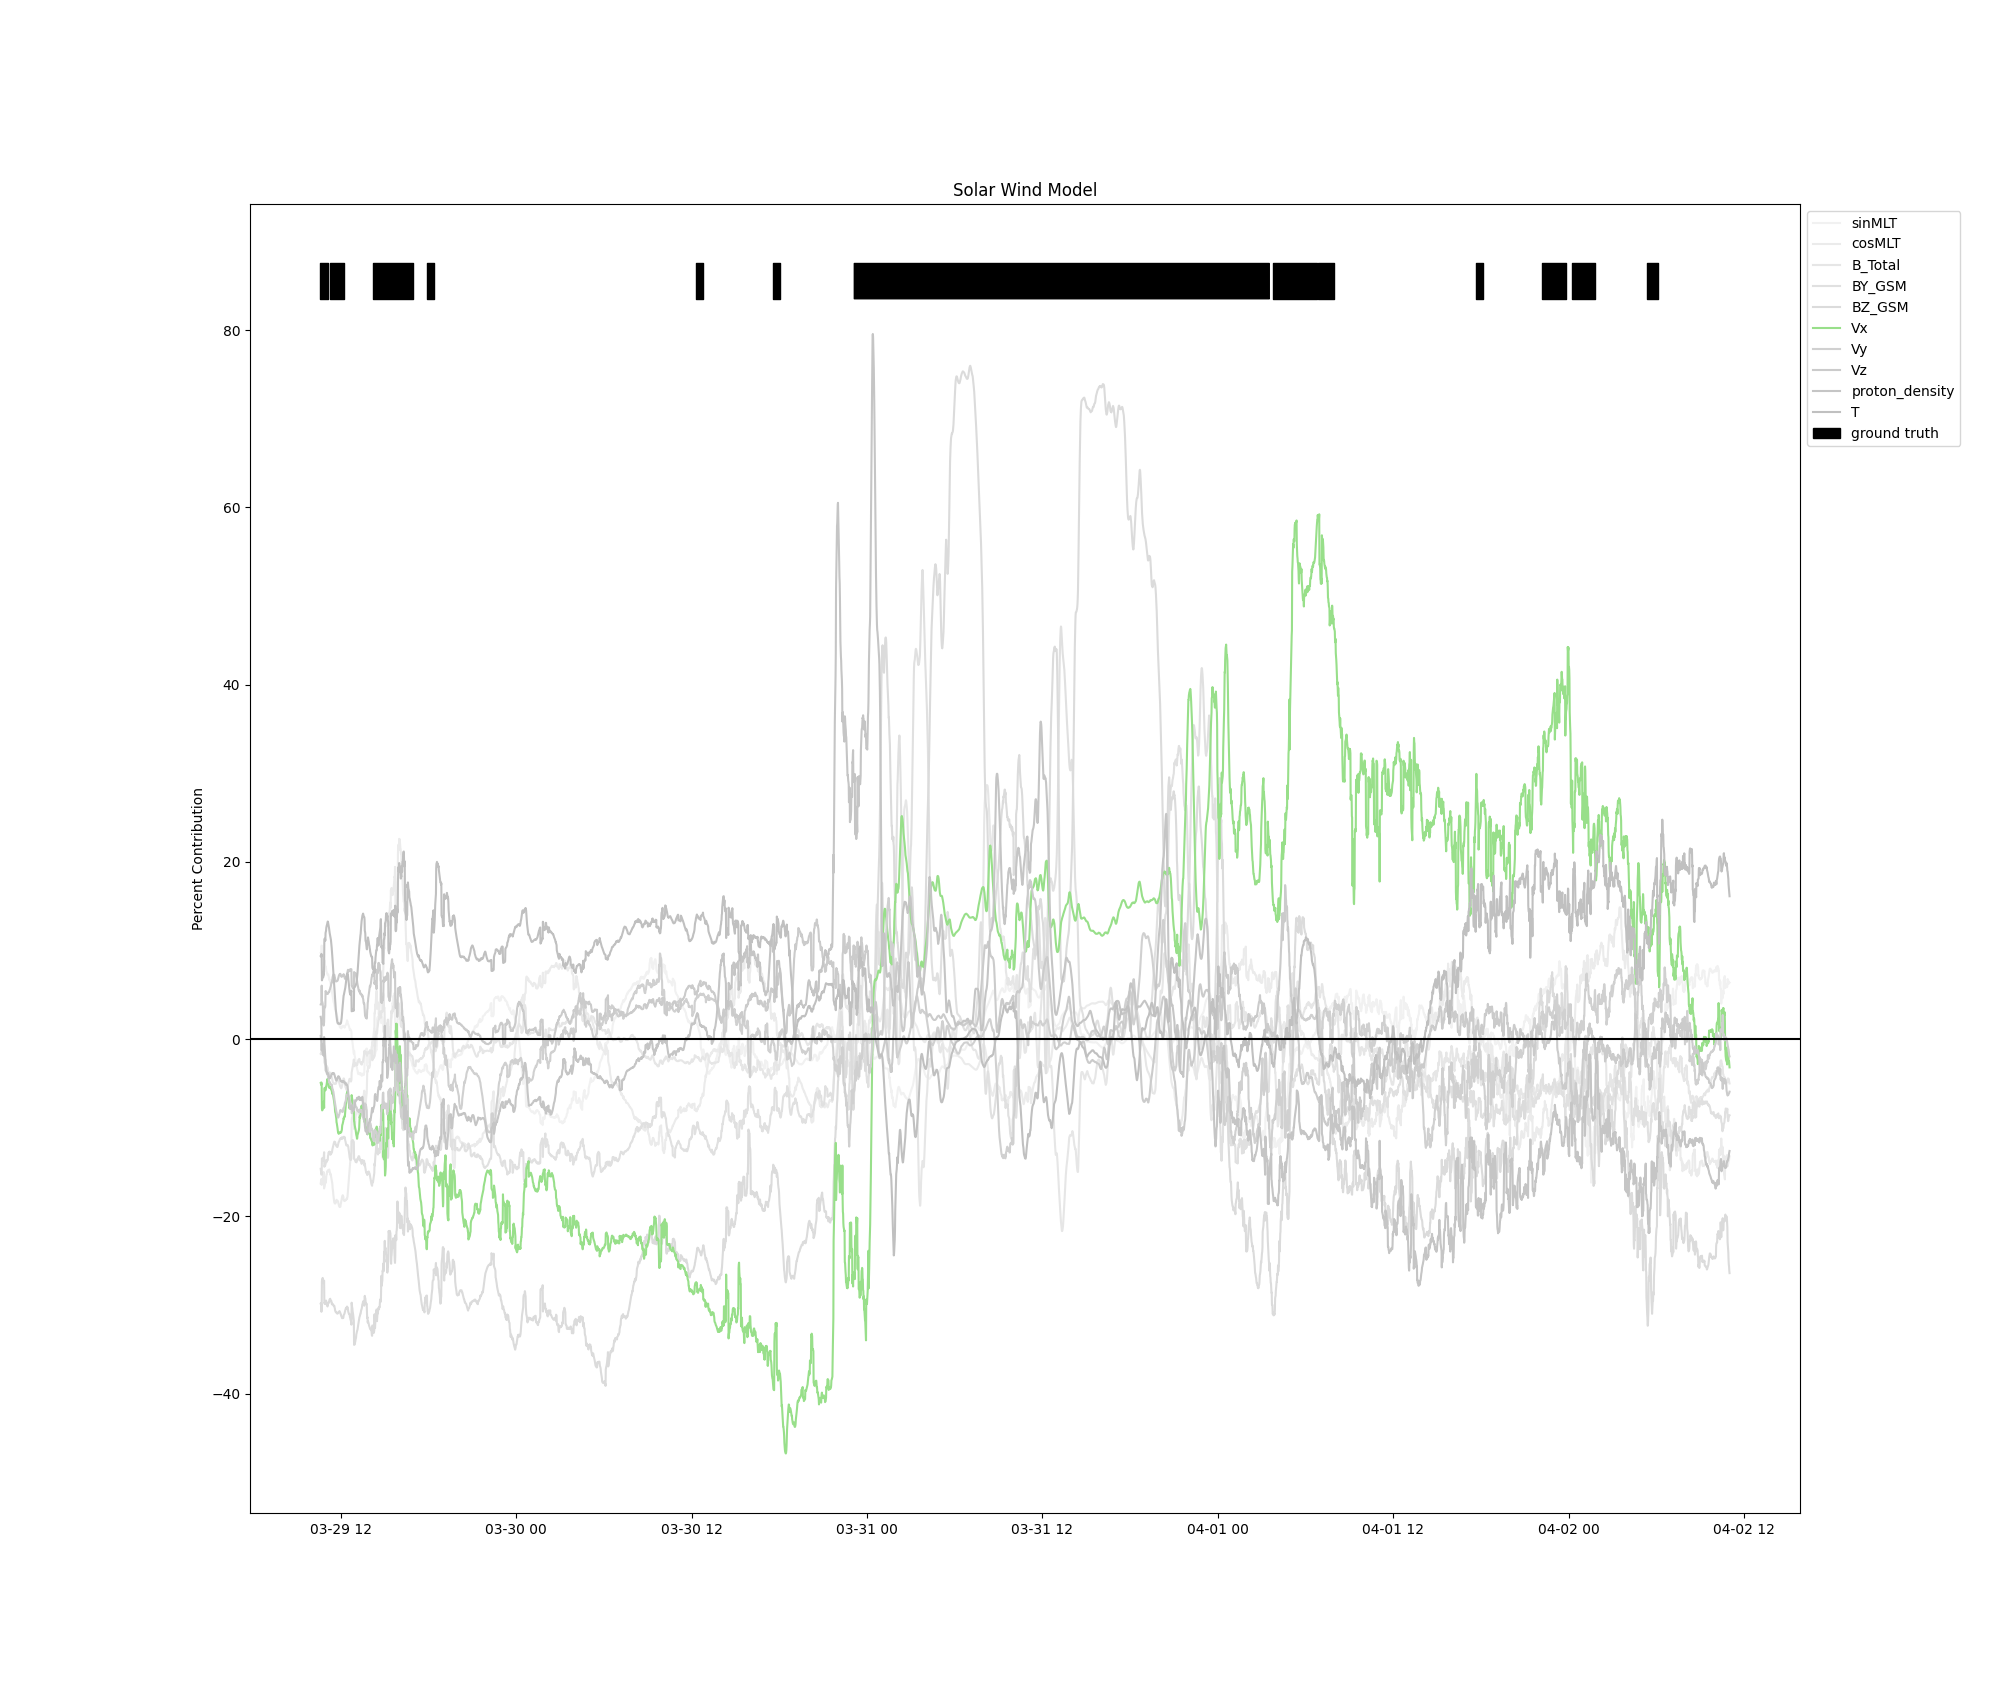 Solar Wind Model
sinMLT
cosMLT
B_Total
BY_GSM
BZ_GSM
Vx
Vy
Vz
proton_density
T
ground truth
Percent Contribution
80
60
40
20
0
−20
−40
03-29 12
03-30 00
03-30 12
03-31 00
03-31 12
04-01 00
04-01 12
04-02 00
04-02 12